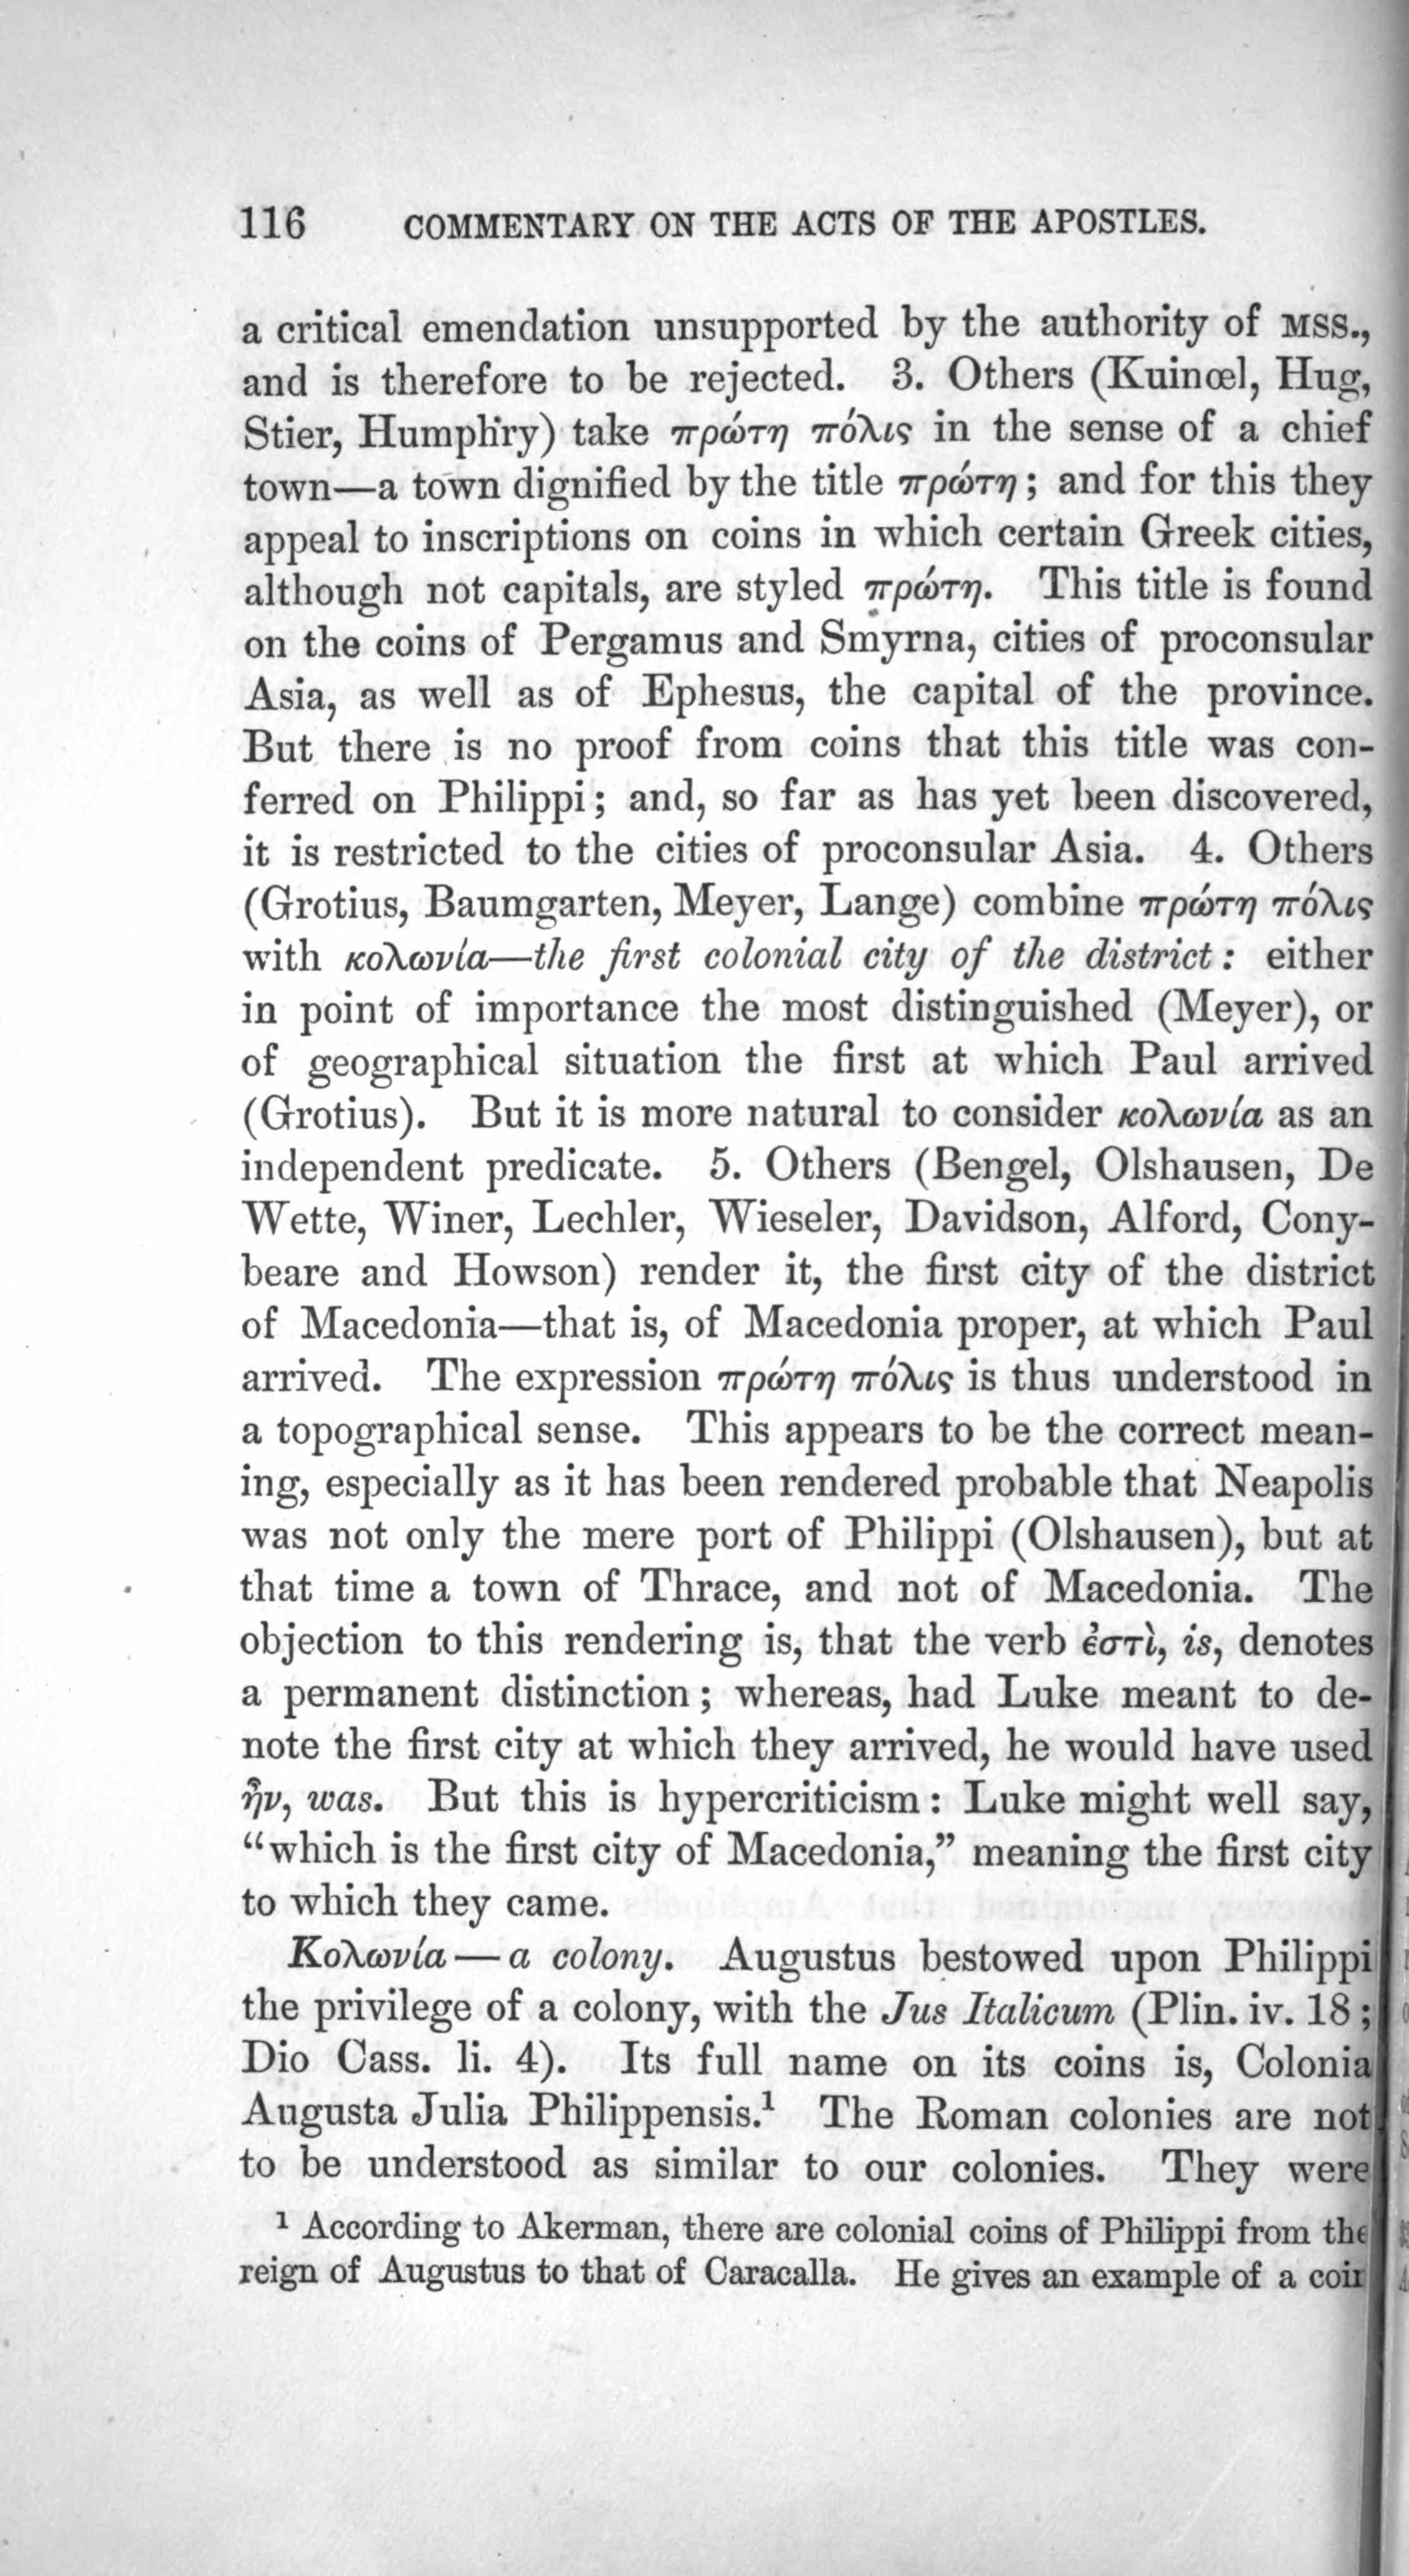 116 COMMENTARY ON THE ACTS OF THE APOSTLES.
a critical emendation unsupported by the authority of MSS.,
and is therefore to be rejected. 3. Others (Kuinœl, Hug,
Stier, Humphry) take πρώτη πόλις in the sense of a chief
town—a town dignified by the title πρώτη; and for this they
appeal to inscriptions on coins in which certain Greek cities,
although not capitals, are styled πρώτη. This title is found
on the coins of Pergamus and Smyrna, cities of proconsular
Asia, as well as of Ephesus, the capital of the province.
But there is no proof from coins that this title was con-
ferred on Philippi; and, so far as has yet been discovered,
it is restricted to the cities of proconsular Asia. 4. Others
(Grotius, Baumgarten, Meyer, Lange) combine πρώτη πόλις
with κολωνία—the first colonial city of the district: either
in point of importance the most distinguished (Meyer), or
of geographical situation the first at which Paul arrived
(Grotius). But it is more natural to consider κολωνία as an
independent predicate. 5. Others (Bengel, Olshausen, De
Wette, Winer, Lechler, Wieseler, Davidson, Alford, Cony-
beare and Howson) render it, the first city of the district
of Macedonia—that is, of Macedonia proper, at which Paul
arrived. The expression πρώτη πόλις is thus understood in
a topographical sense. This appears to be the correct mean-
ing, especially as it has been rendered probable that Neapolis
was not only the mere port of Philippi (Olshausen), but at
that time a town of Thrace, and not of Macedonia. The
objection to this rendering is, that the verb ἐστὶ, is, denotes
a permanent distinction; whereas, had Luke meant to de-
note the first city at which they arrived, he would have used
ἦν, was. But this is hypercriticism: Luke might well say,
“which is the first city of Macedonia,” meaning the first city
to which they came.
Κολωνία—a colony. Augustus bestowed upon Philippi
the privilege of a colony, with the Jus Italicum (Plin. iv. 18;
Dio Cass. li. 4). Its full name on its coins is, Colonia
Augusta Julia Philippensis.¹ The Roman colonies are not
to be understood as similar to our colonies. They were
¹ According to Akerman, there are colonial coins of Philippi from the
reign of Augustus to that of Caracalla. He gives an example of a coin